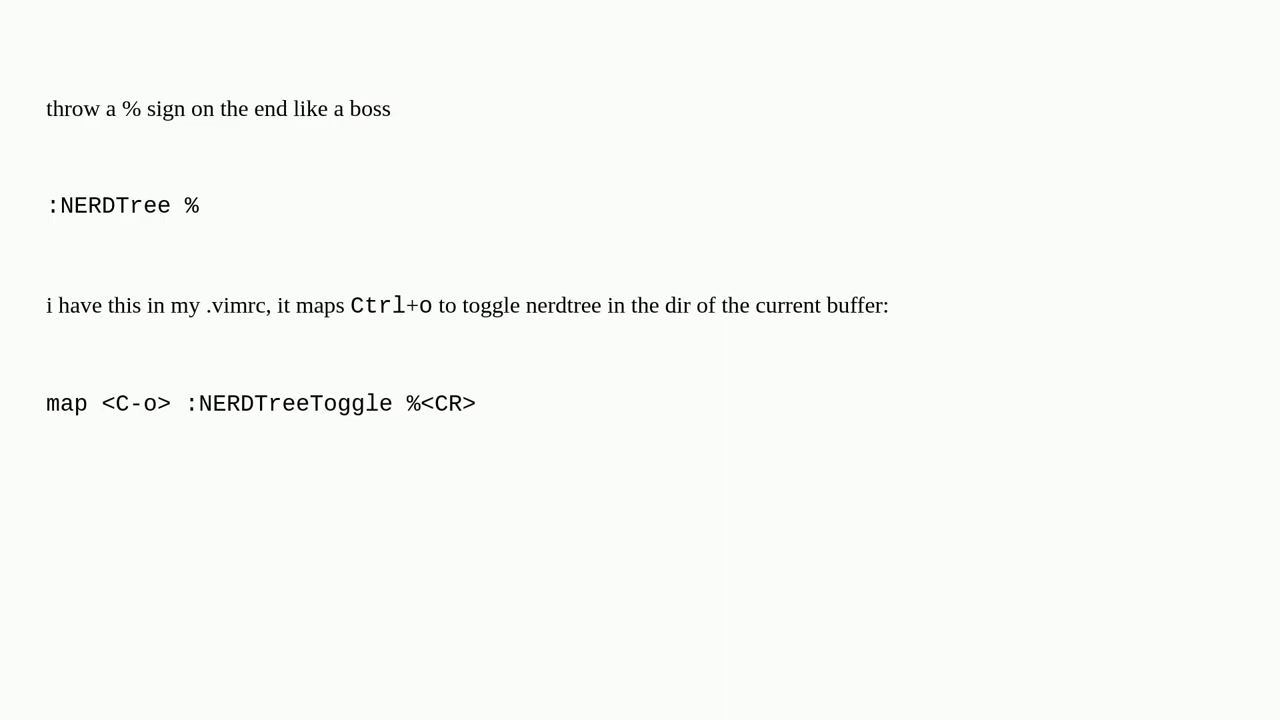 throw a % sign on the end like a boss
:NERDTree %
i have this in my .vimrc, it maps Ctrl+o to toggle nerdtree in the dir of the current buffer:
map <C-o> :NERDTreeToggle %<CR>